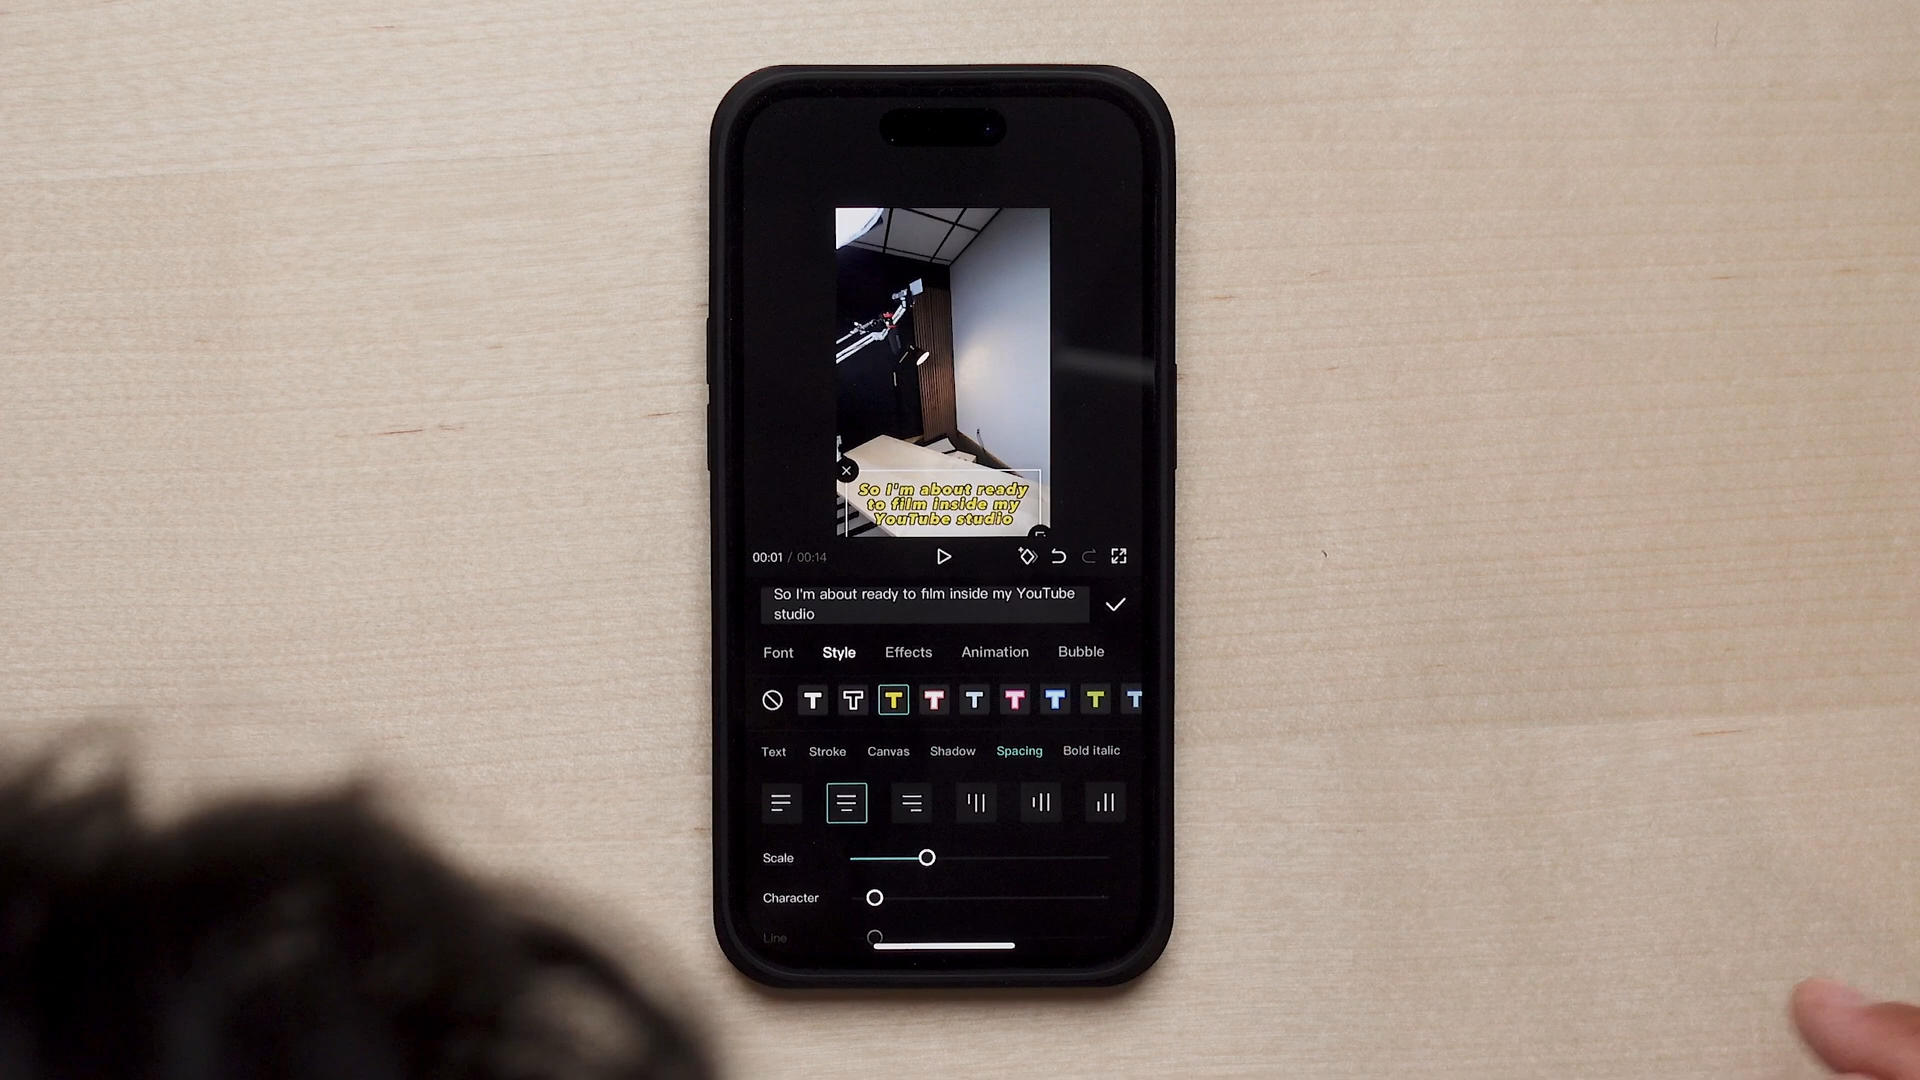 So I'm about ready
to film inside my
YouTube studio
00:01 / 00:14
So I'm about ready to film inside my YouTube
studio
Font Style Effects Animation Bubble
T T T T T T T T T
Text Stroke Canvas Shadow Spacing Bold italic
Scale
Character
Line